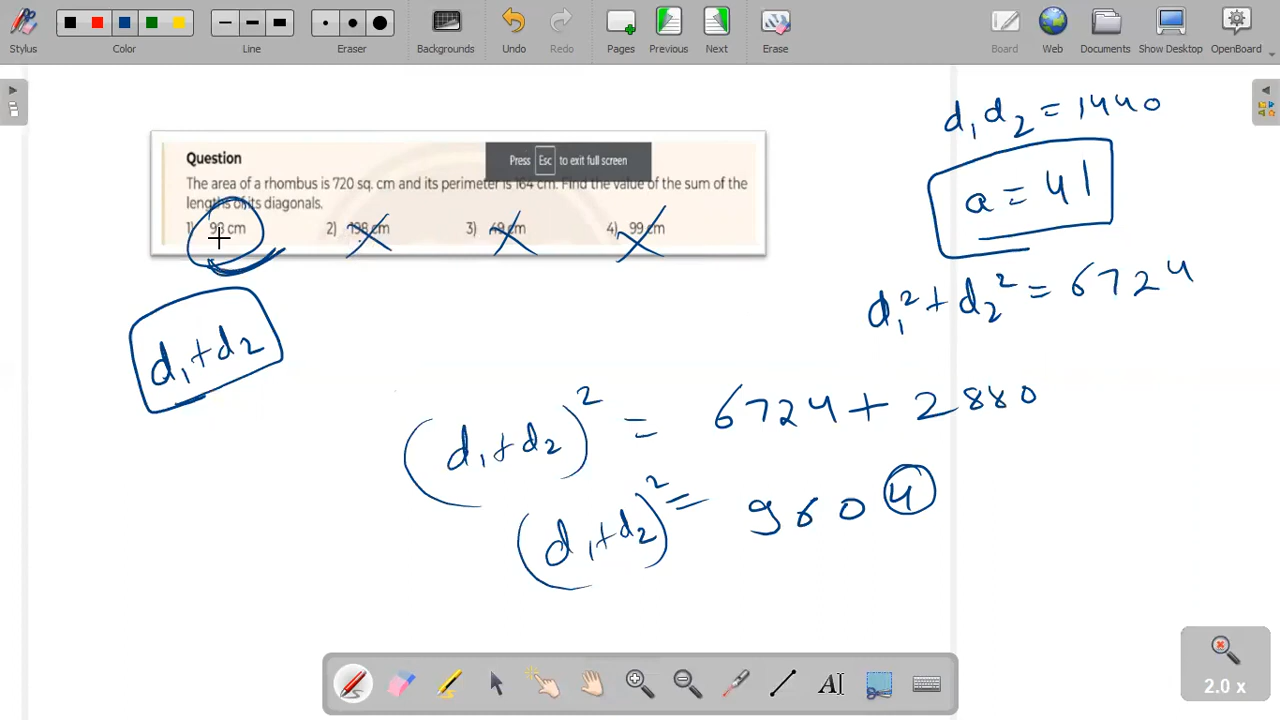 Stylus
Color
Line
Eraser
Backgrounds
Undo
Redo
Pages
Previous
Next
Erase
Board
Web
Documents
Show Desktop
OpenBoard
Question
Press Esc to exit full screen
The area of a rhombus is 720 sq. cm and its perimeter is 164 cm. Find the value of the sum of the
lengths of its diagonals.
1) 98 cm 2) 198 cm 3) 49 cm 4) 99 cm
d₁d₂ = 1440
a = 41
d₁² + d₂² = 6724
d₁+d₂
(d₁+d₂)² = 6724 + 2880
(d₁+d₂)² = 9604
AI
2.0 x